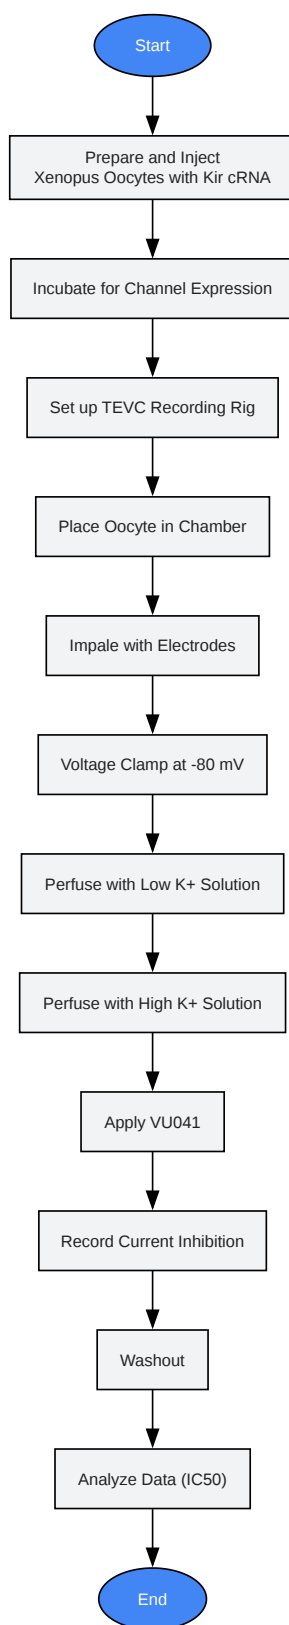 Start
Prepare and Inject
Xenopus Oocytes with Kir cRNA
Incubate for Channel Expression
Set up TEVC Recording Rig
Place Oocyte in Chamber
Impale with Electrodes
Voltage Clamp at -80 mV
Perfuse with Low K+ Solution
Perfuse with High K+ Solution
Apply VU041
Record Current Inhibition
Washout
Analyze Data (IC50)
End